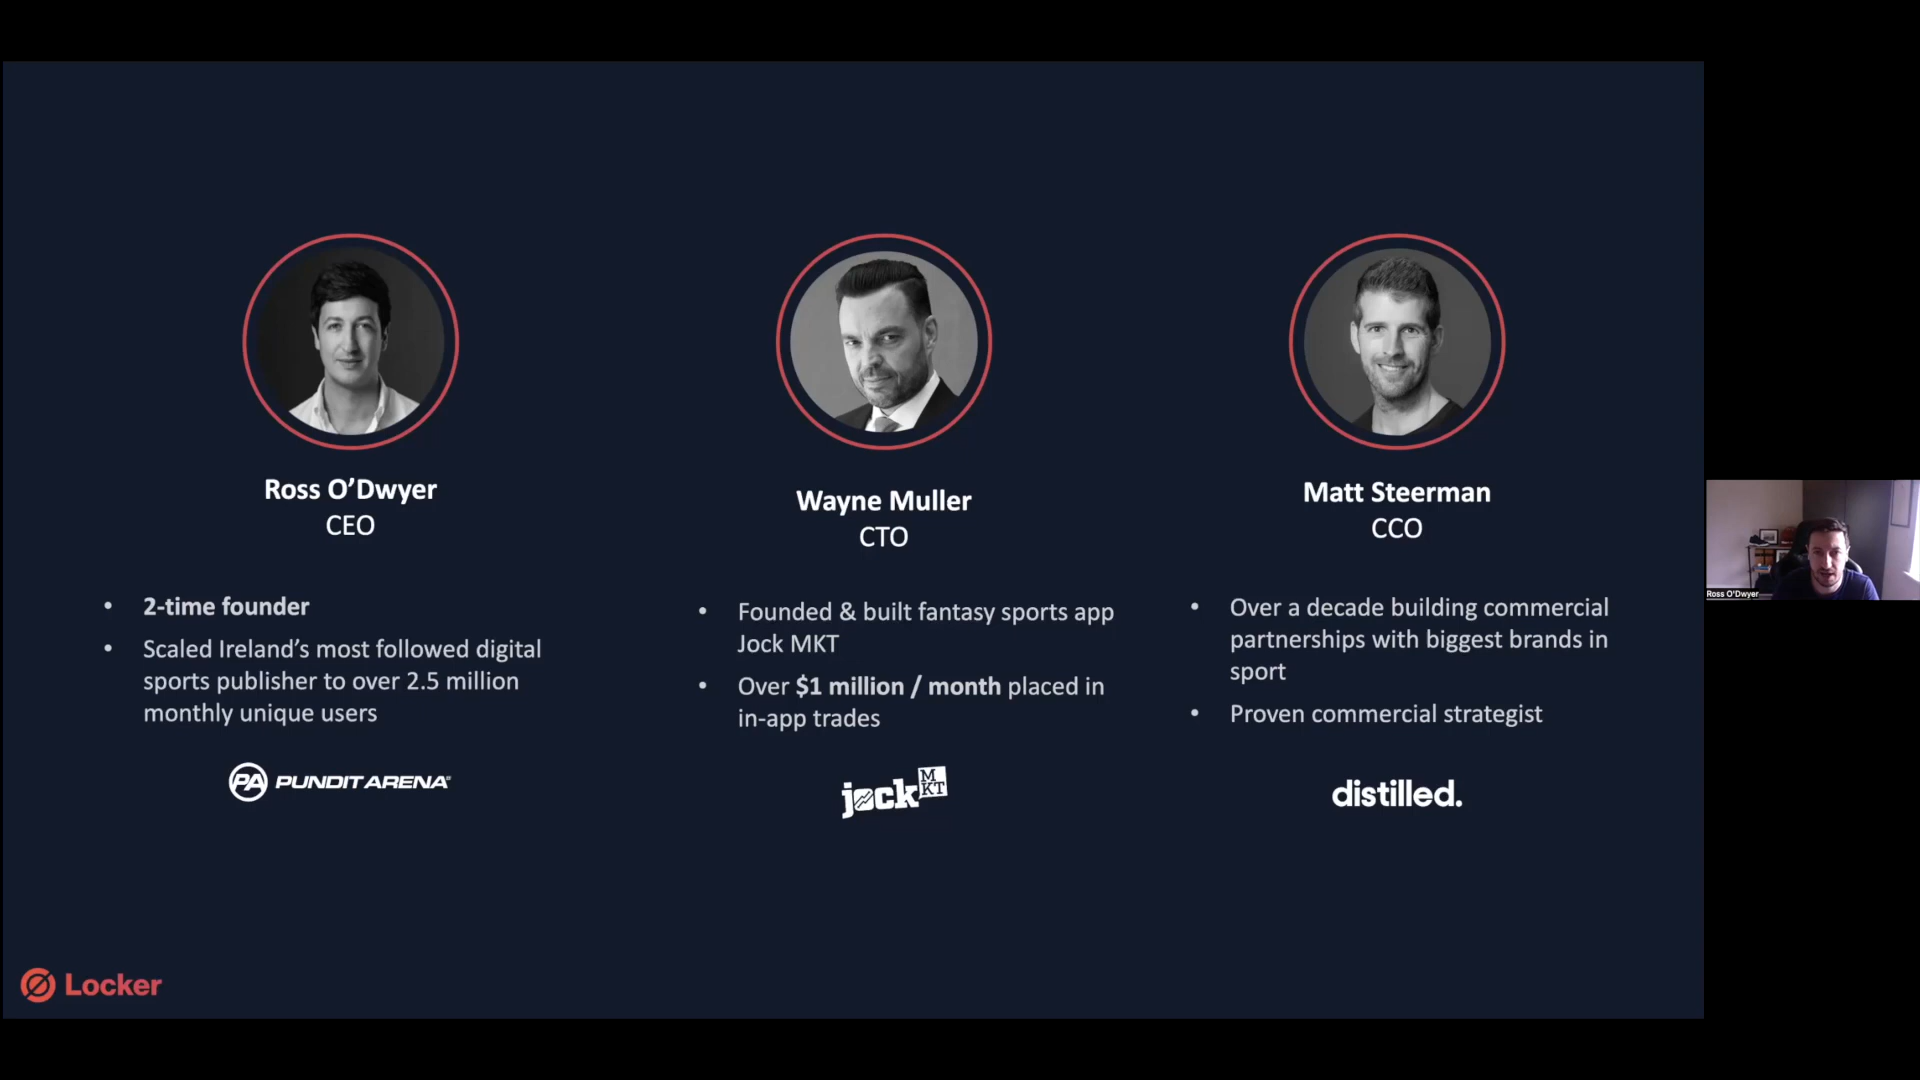 Ross O’Dwyer
CEO
• 2-time founder
• Scaled Ireland’s most followed digital
sports publisher to over 2.5 million
monthly unique users
PA PUNDIT ARENA
Wayne Muller
CTO
• Founded & built fantasy sports app
Jock MKT
• Over $1 million / month placed in
in-app trades
jock MKT
Matt Steerman
CCO
• Over a decade building commercial
partnerships with biggest brands in
sport
• Proven commercial strategist
distilled.
Locker
Ross O'Dwyer